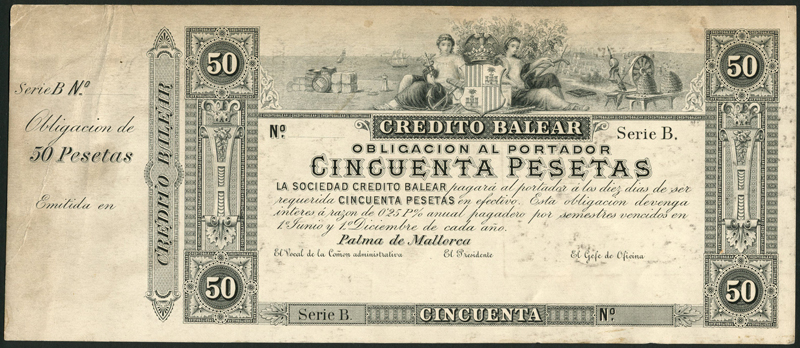 Serie B N.º
Obligacion de
50 Pesetas
Emitida en
CREDITO BALEAR
50
50
Nº
CREDITO BALEAR
Serie B.
OBLIGACION AL PORTADOR
CINCUENTA PESETAS
LA SOCIEDAD CREDITO BALEAR pagará al portador á los diez dias de ser
requerida CINCUENTA PESETAS en efectivo. Esta obligacion devenga
interes á razon de 0'25 P% anual pagadero por semestres vencidos en
1º Junio y 1º Diciembre de cada año.
Palma de Mallorca
El Vocal de la Comon administrativa
El Presidente
El Gefe de Oficina
50
50
Serie B.
CINCUENTA
Nº